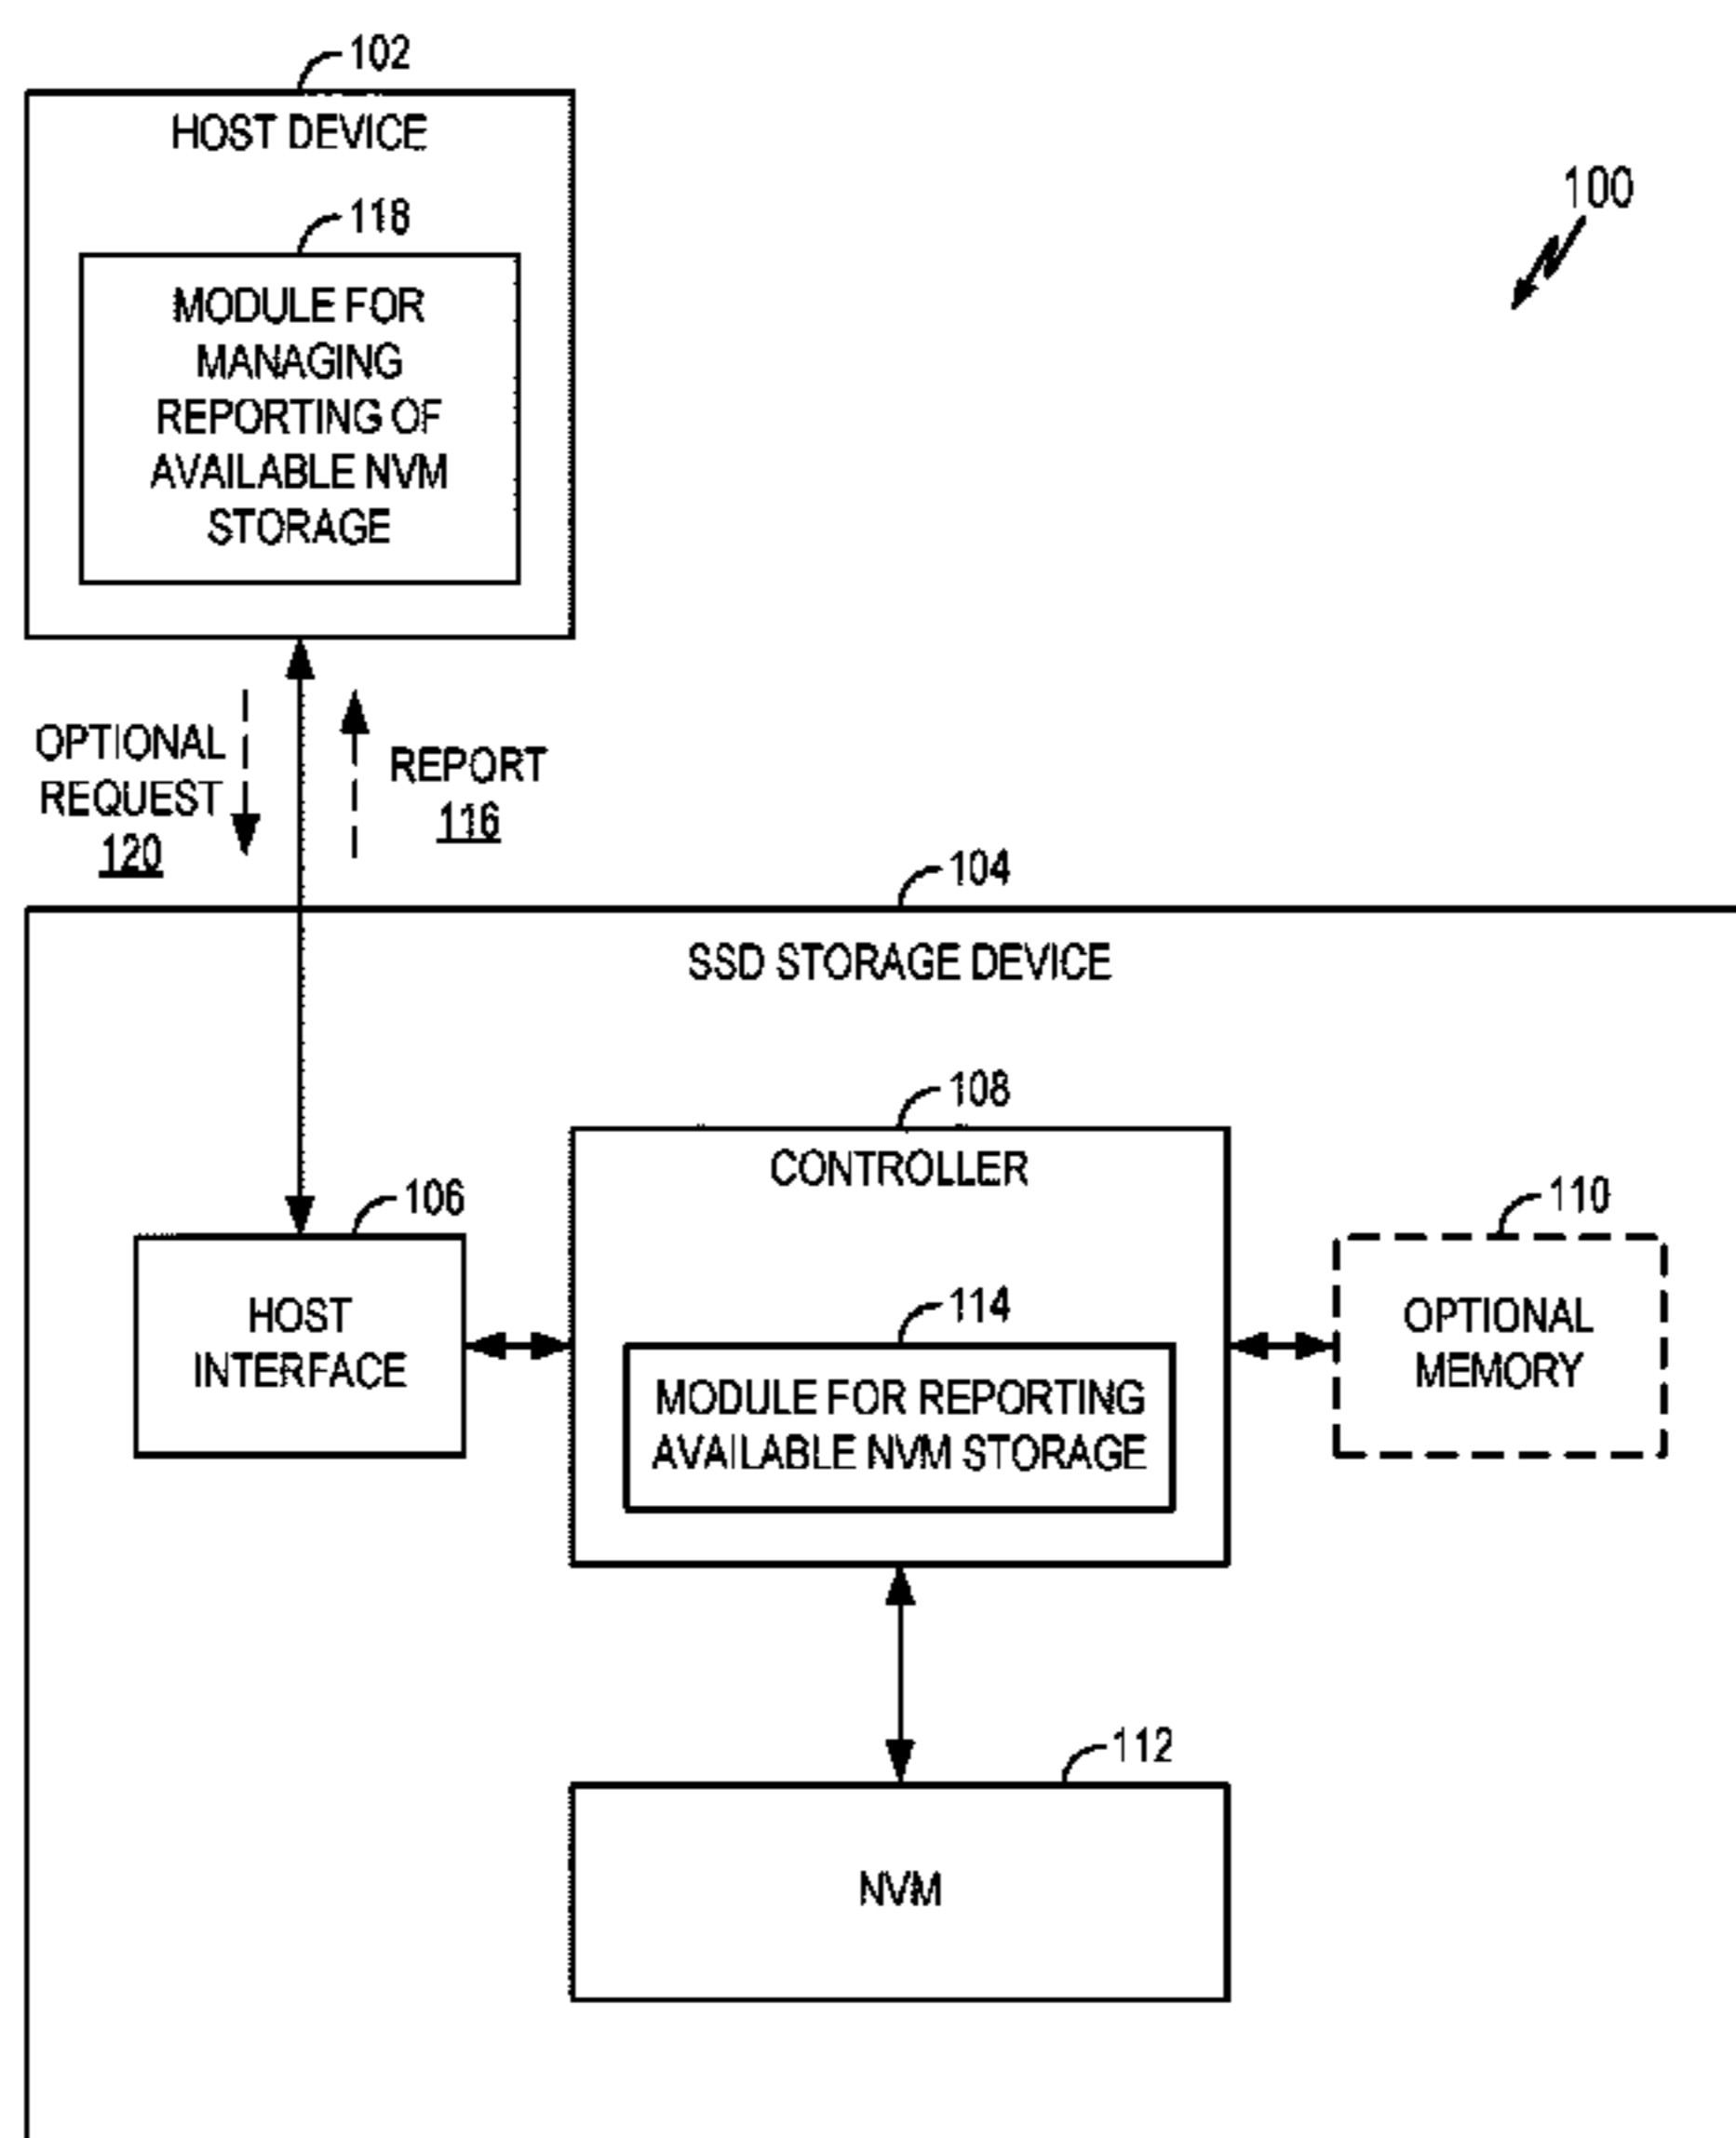 102
HOST DEVICE
100
118
MODULE FOR
MANAGING
REPORTING OF
AVAILABLE NVM
STORAGE
OPTIONAL
REQUEST
120
REPORT
116
104
SSD STORAGE DEVICE
108
CONTROLLER
106
HOST
INTERFACE
114
MODULE FOR REPORTING
AVAILABLE NVM STORAGE
110
OPTIONAL
MEMORY
112
NVM